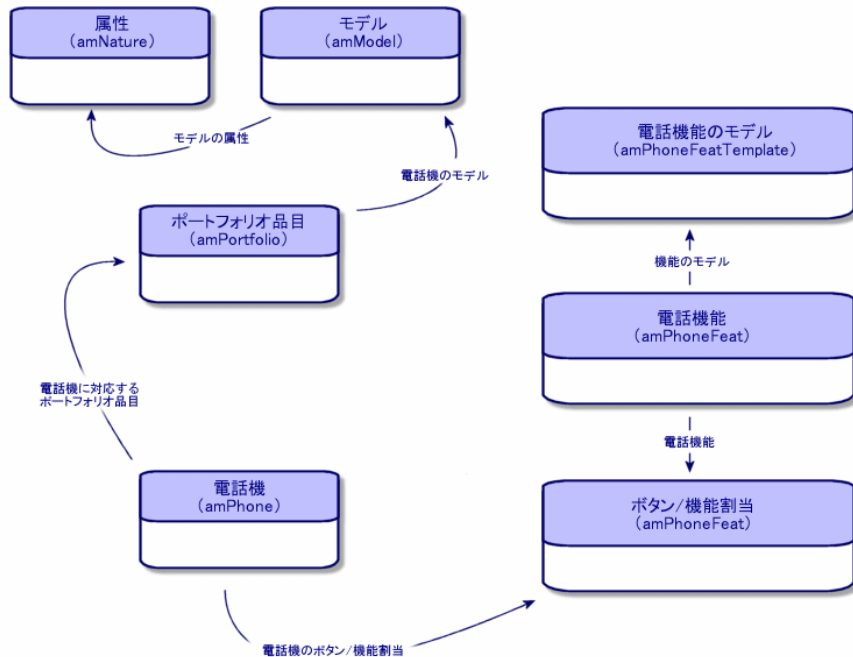 属性
(amNature)
モデル
(amModel)
モデルの属性
電話機のモデル
電話機能のモデル
(amPhoneFeatTemplate)
ポートフォリオ品目
(amPortfolio)
機能のモデル
電話機能
(amPhoneFeat)
電話機に対応する
ポートフォリオ品目
電話機能
電話機
(amPhone)
ボタン/機能割当
(amPhoneFeat)
電話機のボタン/機能割当